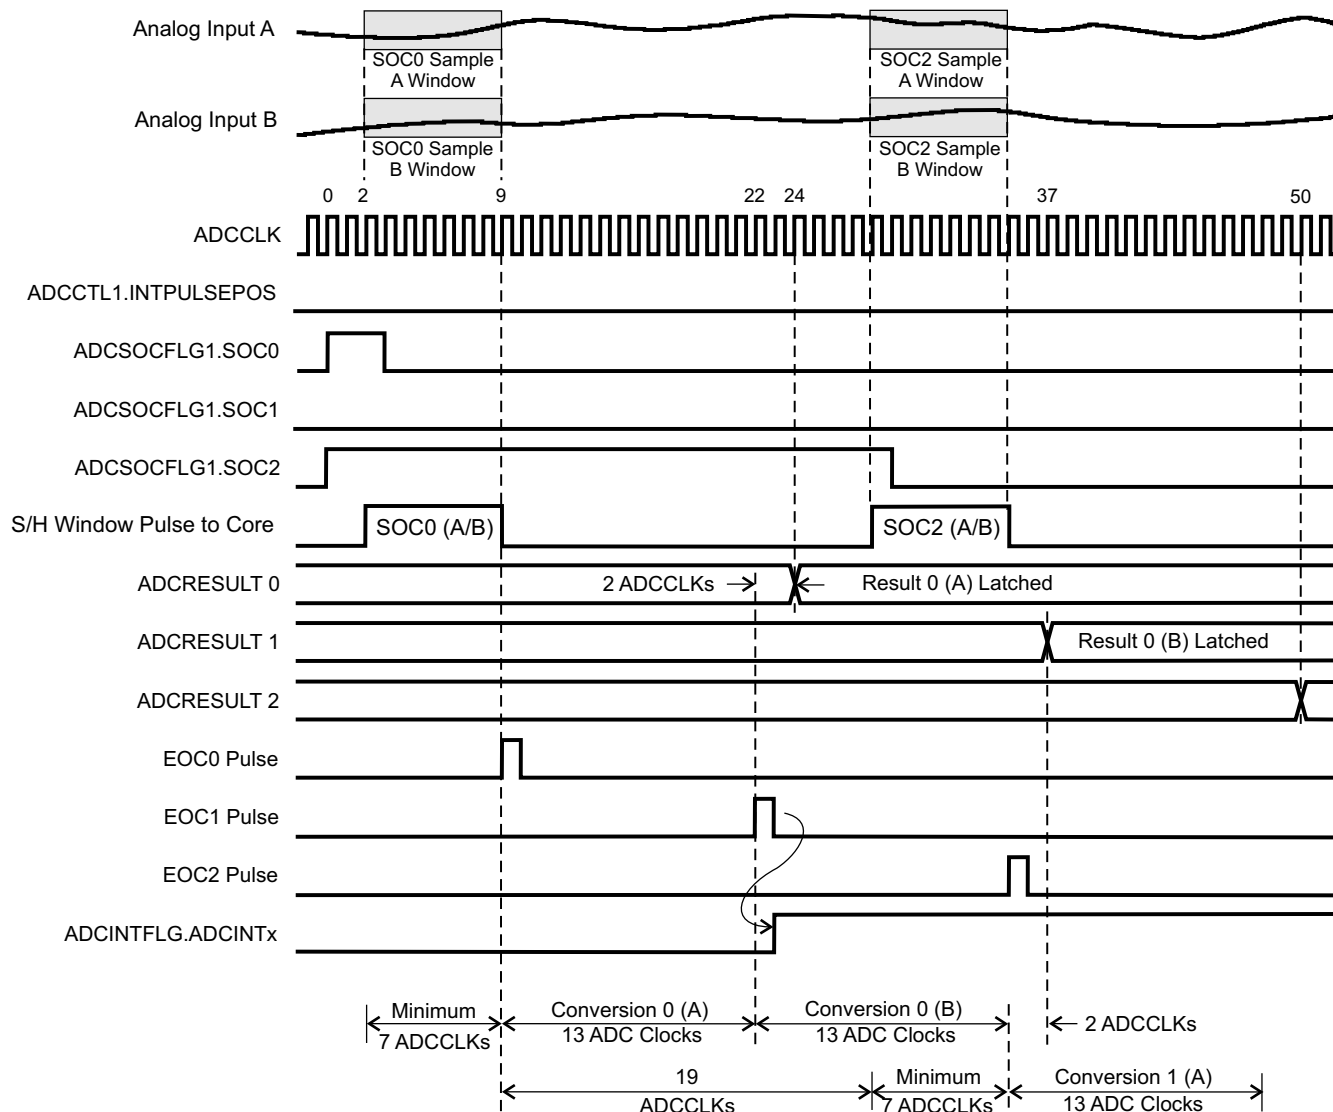 Analog Input A
SOC0 Sample
A Window
SOC2 Sample
A Window
Analog Input B
SOC0 Sample
B Window
SOC2 Sample
B Window
0 2 9 22 24 37 50
ADCCLK
ADCCTL1.INTPULSEPOS
ADCSOCFLG1.SOC0
ADCSOCFLG1.SOC1
ADCSOCFLG1.SOC2
S/H Window Pulse to Core
SOC0 (A/B)
SOC2 (A/B)
ADCRESULT 0
2 ADCCLKs
Result 0 (A) Latched
ADCRESULT 1
Result 0 (B) Latched
ADCRESULT 2
EOC0 Pulse
EOC1 Pulse
EOC2 Pulse
ADCINTFLG.ADCINTx
Minimum
7 ADCCLKs
Conversion 0 (A)
13 ADC Clocks
Conversion 0 (B)
13 ADC Clocks
2 ADCCLKs
19
ADCCLKs
Minimum
7 ADCCLKs
Conversion 1 (A)
13 ADC Clocks